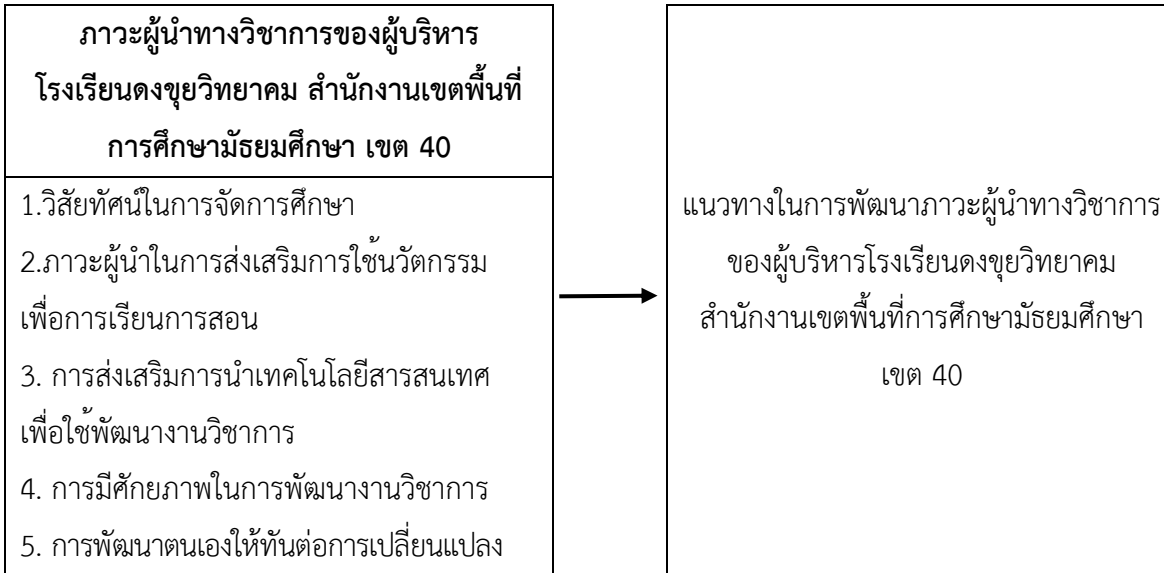 ภาวะผู้นำทางวิชาการของผู้บริหาร
โรงเรียนดงขุยวิทยาคม สำนักงานเขตพื้นที่
การศึกษามัธยมศึกษา เขต 40
1.วิสัยทัศน์ในการจัดการศึกษา
2.ภาวะผู้นำในการส่งเสริมการใช้นวัตกรรม
เพื่อการเรียนการสอน
3. การส่งเสริมการนำเทคโนโลยีสารสนเทศ
เพื่อใช้พัฒนางานวิชาการ
4. การมีศักยภาพในการพัฒนางานวิชาการ
5. การพัฒนาตนเองให้ทันต่อการเปลี่ยนแปลง
แนวทางในการพัฒนาภาวะผู้นำทางวิชาการ
ของผู้บริหารโรงเรียนดงขุยวิทยาคม
สำนักงานเขตพื้นที่การศึกษามัธยมศึกษา
เขต 40